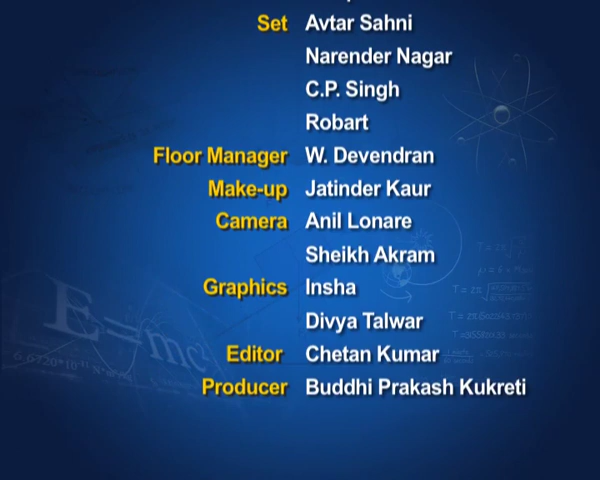 Set Avtar Sahni
Narender Nagar
C.P. Singh
Robart
Floor Manager W. Devendran
Make-up Jatinder Kaur
Camera Anil Lonare
Sheikh Akram
Graphics Insha
Divya Talwar
Editor Chetan Kumar
Producer Buddhi Prakash Kukreti
E=mc²